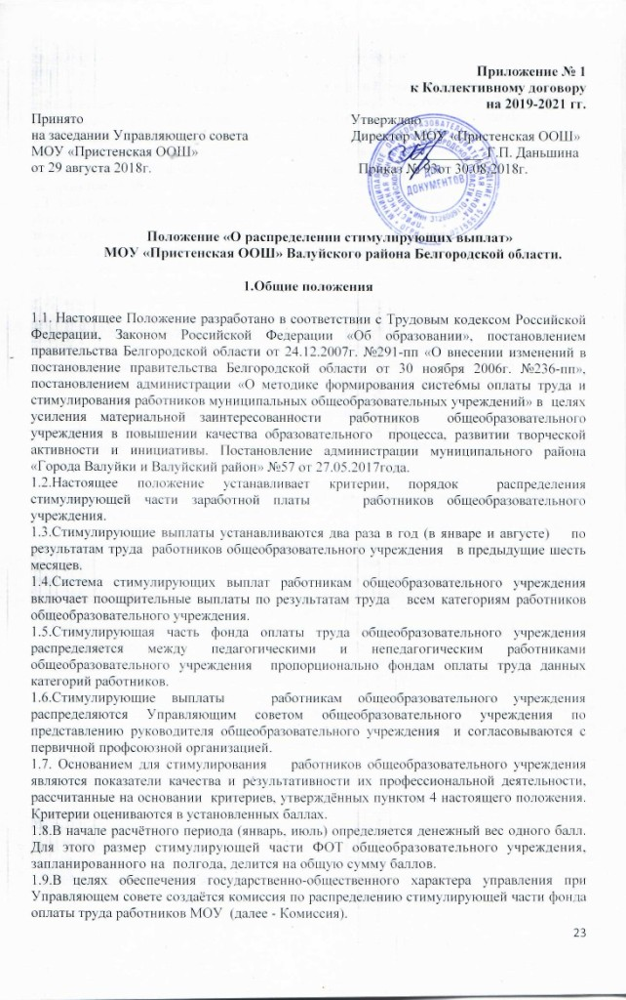 Приложение № 1
к Коллективному договору
на 2019-2021 гг.
Принято
на заседании Управляющего совета
МОУ «Пристенская ООШ»
от 29 августа 2018г.
Утверждаю
Директор МОУ «Пристенская ООШ»
Г.П. Даньшина
Приказ № 93от 30.08.2018г.
ДЛЯ
ДОКУМЕНТОВ
Положение «О распределении стимулирующих выплат»
МОУ «Пристенская ООШ» Валуйского района Белгородской области.
1.Общие положения
1.1. Настоящее Положение разработано в соответствии с Трудовым кодексом Российской
Федерации, Законом Российской Федерации «Об образовании», постановлением
правительства Белгородской области от 24.12.2007г. №291-пп «О внесении изменений в
постановление правительства Белгородской области от 30 ноября 2006г. №236-пп»,
постановлением администрации «О методике формирования систе6мы оплаты труда и
стимулирования работников муниципальных общеобразовательных учреждений» в целях
усиления материальной заинтересованности работников общеобразовательного
учреждения в повышении качества образовательного процесса, развитии творческой
активности и инициативы. Постановление администрации муниципального района
«Города Валуйки и Валуйский район» №57 от 27.05.2017года.
1.2.Настоящее положение устанавливает критерии, порядок распределения
стимулирующей части заработной платы работников общеобразовательного
учреждения.
1.3.Стимулирующие выплаты устанавливаются два раза в год (в январе и августе) по
результатам труда работников общеобразовательного учреждения в предыдущие шесть
месяцев.
1.4.Система стимулирующих выплат работникам общеобразовательного учреждения
включает поощрительные выплаты по результатам труда всем категориям работников
общеобразовательного учреждения.
1.5.Стимулирующая часть фонда оплаты труда общеобразовательного учреждения
распределяется между педагогическими и непедагогическим работниками
общеобразовательного учреждения пропорционально фондам оплаты труда данных
категорий работников.
1.6.Стимулирующие выплаты работникам общеобразовательного учреждения
распределяются Управляющим советом общеобразовательного учреждения по
представлению руководителя общеобразовательного учреждения и согласовываются с
первичной профсоюзной организацией.
1.7. Основанием для стимулирования работников общеобразовательного учреждения
являются показатели качества и результативности их профессиональной деятельности,
рассчитанные на основании критериев, утверждённых пунктом 4 настоящего положения.
Критерии оцениваются в установленных баллах.
1.8.В начале расчётного периода (январь, июль) определяется денежный вес одного балл.
Для этого размер стимулирующей части ФОТ общеобразовательного учреждения,
запланированного на полгода, делится на общую сумму баллов.
1.9.В целях обеспечения государственно-общественного характера управления при
Управляющем совете создаётся комиссия по распределению стимулирующей части фонда
оплаты труда работников МОУ (далее - Комиссия).
23